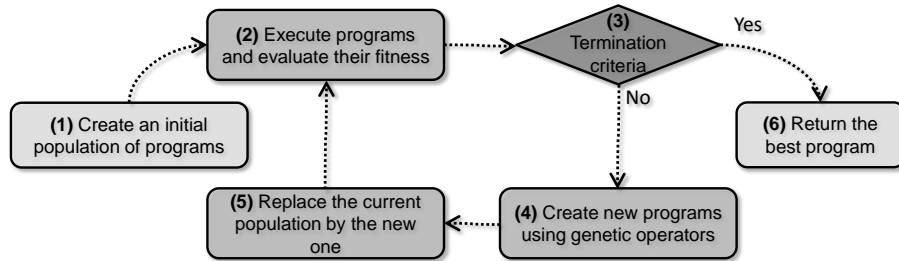 (1) Create an initial
population of programs
(2) Execute programs
and evaluate their fitness
(3)
Termination
criteria
Yes
No
(4) Create new programs
using genetic operators
(5) Replace the current
population by the new
one
(6) Return the
best program